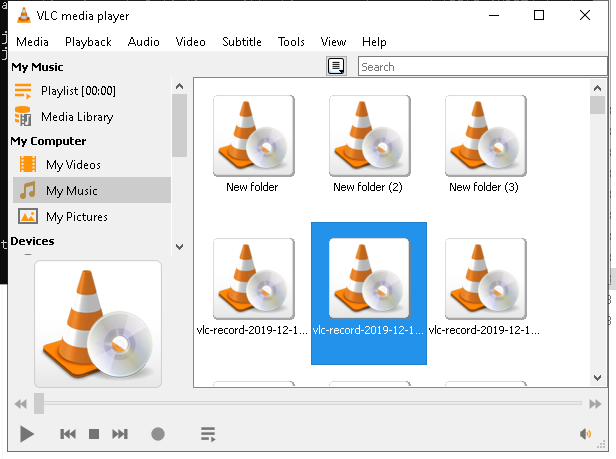 VLC media player
Media Playback Audio Video Subtitle Tools View Help
My Music
Playlist [00:00]
Media Library
My Computer
My Videos
My Music
My Pictures
Devices
Search
New folder New folder (2) New folder (3)
vlc-record-2019-12-1... vlc-record-2019-12-1... vlc-record-2019-12-1...